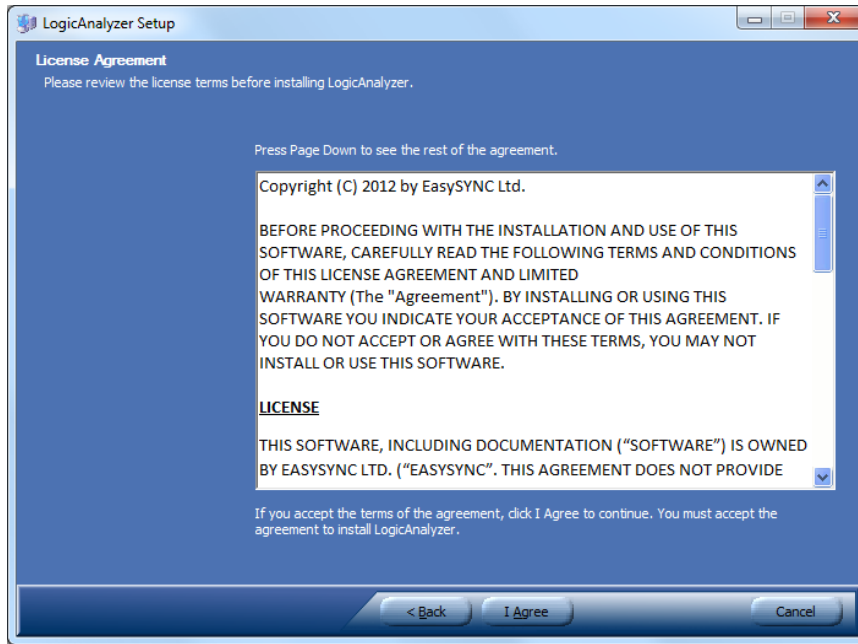 LogicAnalyzer Setup
License Agreement
Please review the license terms before installing LogicAnalyzer.
Press Page Down to see the rest of the agreement.
Copyright (C) 2012 by EasySYNC Ltd.
BEFORE PROCEEDING WITH THE INSTALLATION AND USE OF THIS
SOFTWARE, CAREFULLY READ THE FOLLOWING TERMS AND CONDITIONS
OF THIS LICENSE AGREEMENT AND LIMITED
WARRANTY (The "Agreement"). BY INSTALLING OR USING THIS
SOFTWARE YOU INDICATE YOUR ACCEPTANCE OF THIS AGREEMENT. IF
YOU DO NOT ACCEPT OR AGREE WITH THESE TERMS, YOU MAY NOT
INSTALL OR USE THIS SOFTWARE.
LICENSE
THIS SOFTWARE, INCLUDING DOCUMENTATION (“SOFTWARE”) IS OWNED
BY EASYSYNC LTD. (“EASYSYNC”. THIS AGREEMENT DOES NOT PROVIDE
If you accept the terms of the agreement, click I Agree to continue. You must accept the
agreement to install LogicAnalyzer.
< Back
I Agree
Cancel